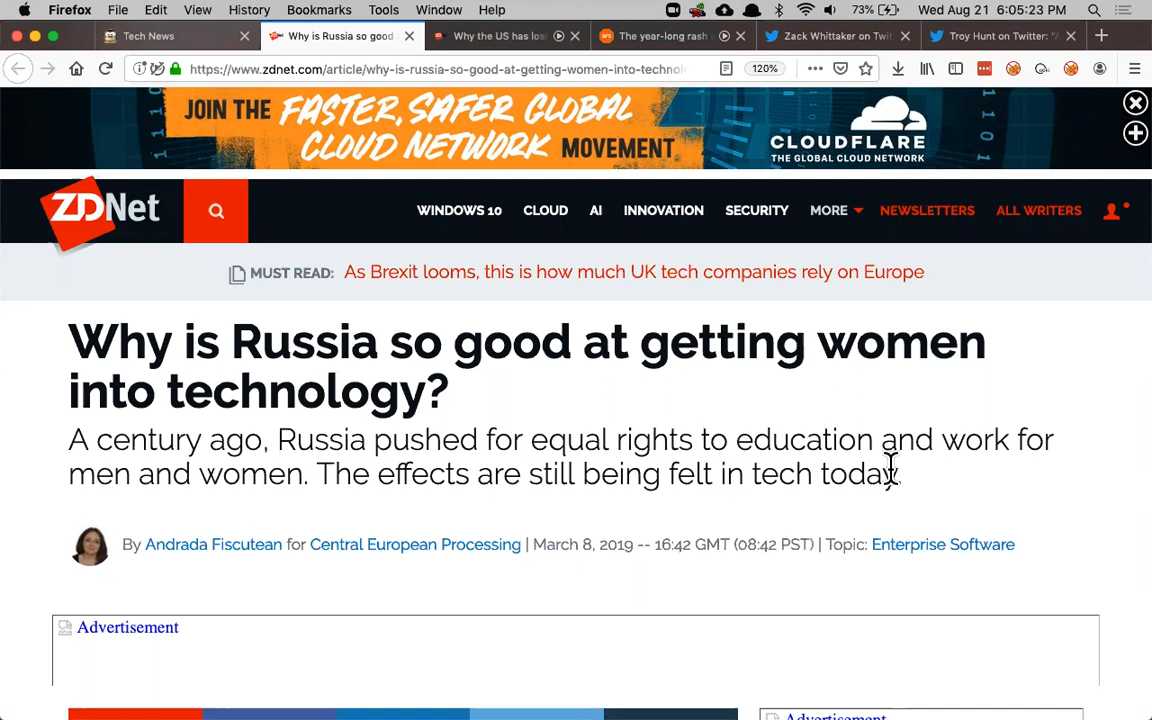 Firefox File Edit View History Bookmarks Tools Window Help 73% Wed Aug 21 6:05:23 PM
Tech News Why is Russia so good Why the US has los The year-long rash Zack Whittaker on Twit Troy Hunt on Twitter: "A
https://www.zdnet.com/article/why-is-russia-so-good-at-getting-women-into-technol 120%
JOIN THE FASTER, SAFER GLOBAL
CLOUD NETWORK MOVEMENT
CLOUDFLARE
THE GLOBAL CLOUD NETWORK
ZDNet WINDOWS 10 CLOUD AI INNOVATION SECURITY MORE NEWSLETTERS ALL WRITERS
MUST READ: As Brexit looms, this is how much UK tech companies rely on Europe
Why is Russia so good at getting women
into technology?
A century ago, Russia pushed for equal rights to education and work for
men and women. The effects are still being felt in tech today.
By Andrada Fiscutean for Central European Processing | March 8, 2019 -- 16:42 GMT (08:42 PST) | Topic: Enterprise Software
Advertisement
Advertisement